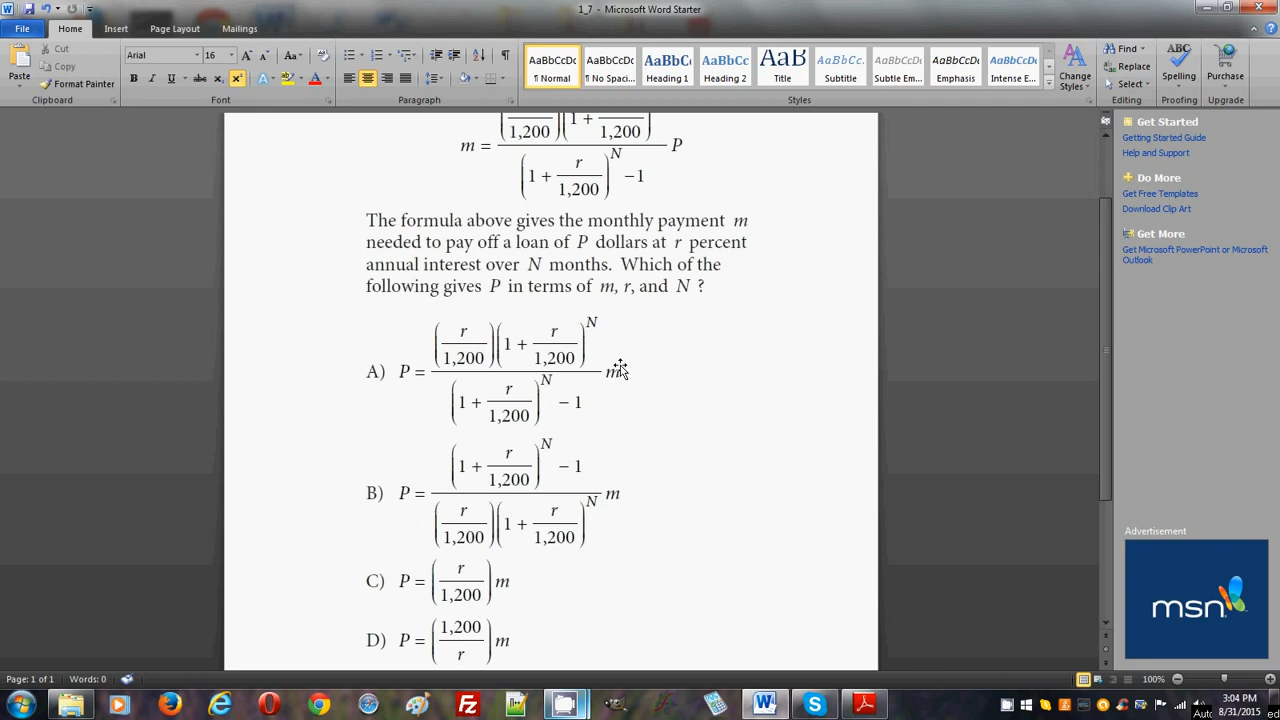 1_7 - Microsoft Word Starter
File Home Insert Page Layout Mailings
Paste Cut Copy Format Painter Clipboard
Arial 16 Aa B I U abc X₂ X² A A Font
Paragraph
AaBbCcDc ¶ Normal AaBbCcDc ¶ No Spaci... AaBbC Heading 1 AaBbCc Heading 2 AaB Title AaBbCc. Subtitle AaBbCcDc Subtle Em... AaBbCcDc Emphasis AaBbCcDc Intense E... Styles
Change Styles
Find Replace Select Editing
Spelling Proofing
Purchase Upgrade
m = ( 1,200 ) ( 1 + 1,200 ) / ( 1 + r/1,200 )^N − 1 P
The formula above gives the monthly payment m
needed to pay off a loan of P dollars at r percent
annual interest over N months. Which of the
following gives P in terms of m, r, and N ?
A) P = ( r/1,200 ) ( 1 + r/1,200 )^N / ( 1 + r/1,200 )^N − 1 m
B) P = ( 1 + r/1,200 )^N − 1 / ( r/1,200 ) ( 1 + r/1,200 )^N m
C) P = ( r/1,200 ) m
D) P = ( 1,200/r ) m
Get Started
Getting Started Guide
Help and Support
Do More
Get Free Templates
Download Clip Art
Get More
Get Microsoft PowerPoint or Microsoft
Outlook
Advertisement
msn
Page: 1 of 1 Words: 0 100%
3:04 PM
8/31/2015